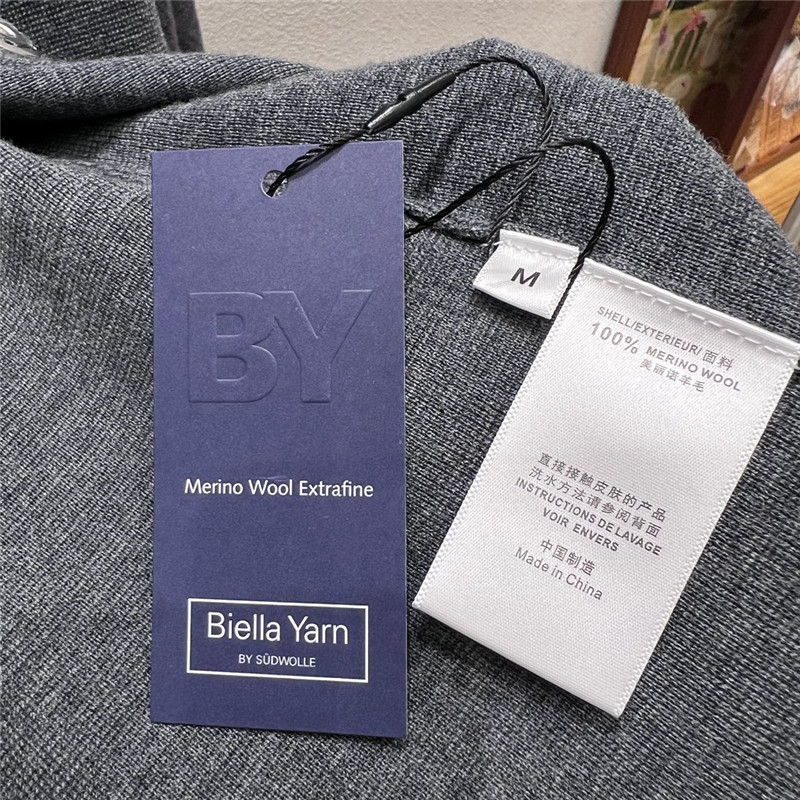 BY
Merino Wool Extrafine
Biella Yarn
BY SÜDWOLLE
M
SHELL/EXTERIEUR/ 面料
100% MERINO WOOL
美丽诺羊毛
直接接触皮肤的产品
洗水方法请参阅背面
INSTRUCTIONS DE LAVAGE
VOIR ENVERS
中国制造
Made in China